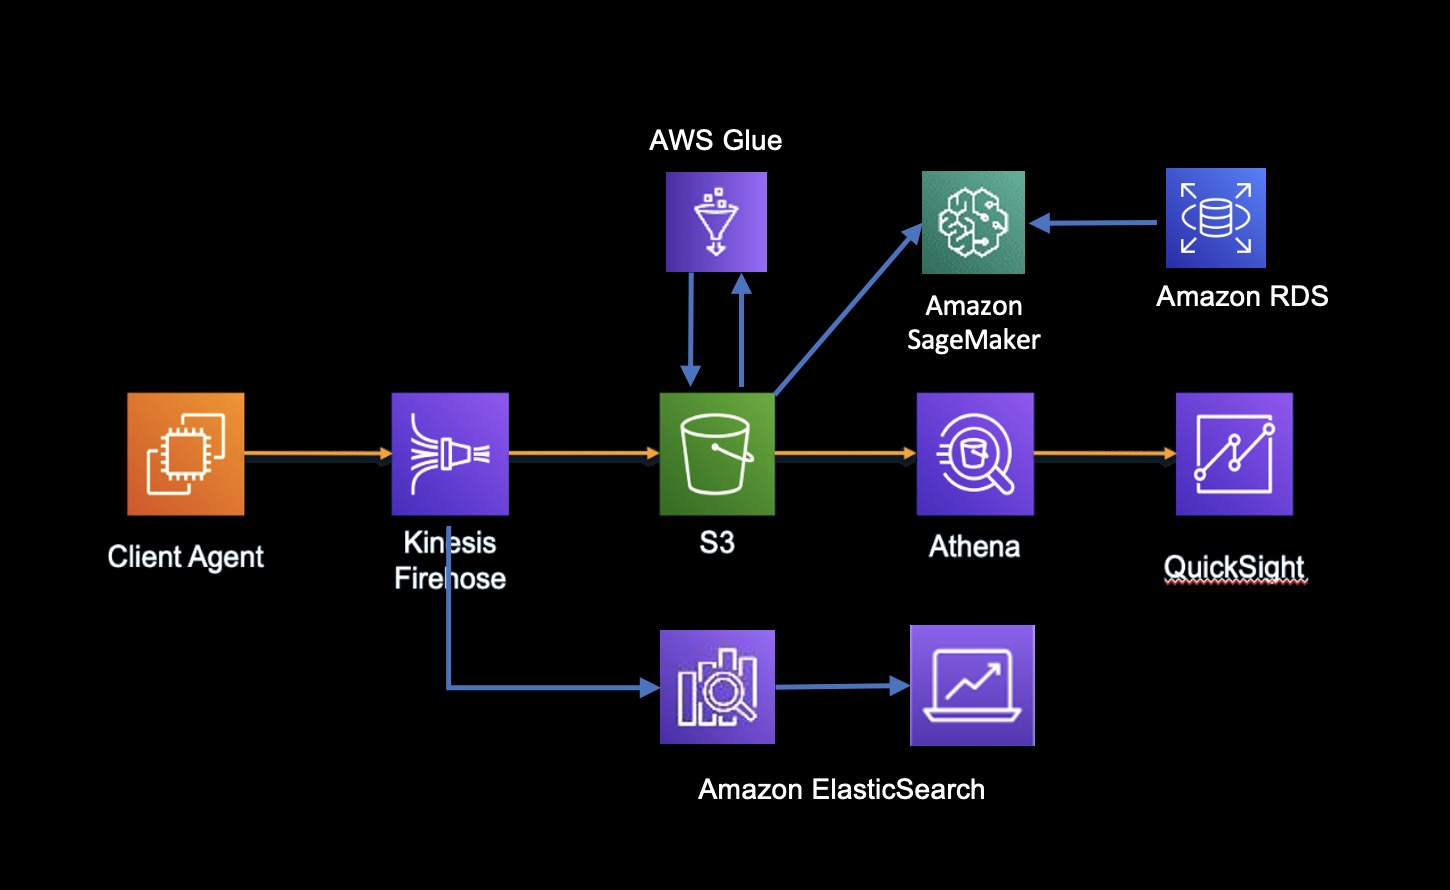 AWS Glue
Amazon
SageMaker
Amazon RDS
Client Agent
Kinesis
Firehose
S3
Athena
QuickSight
Amazon ElasticSearch